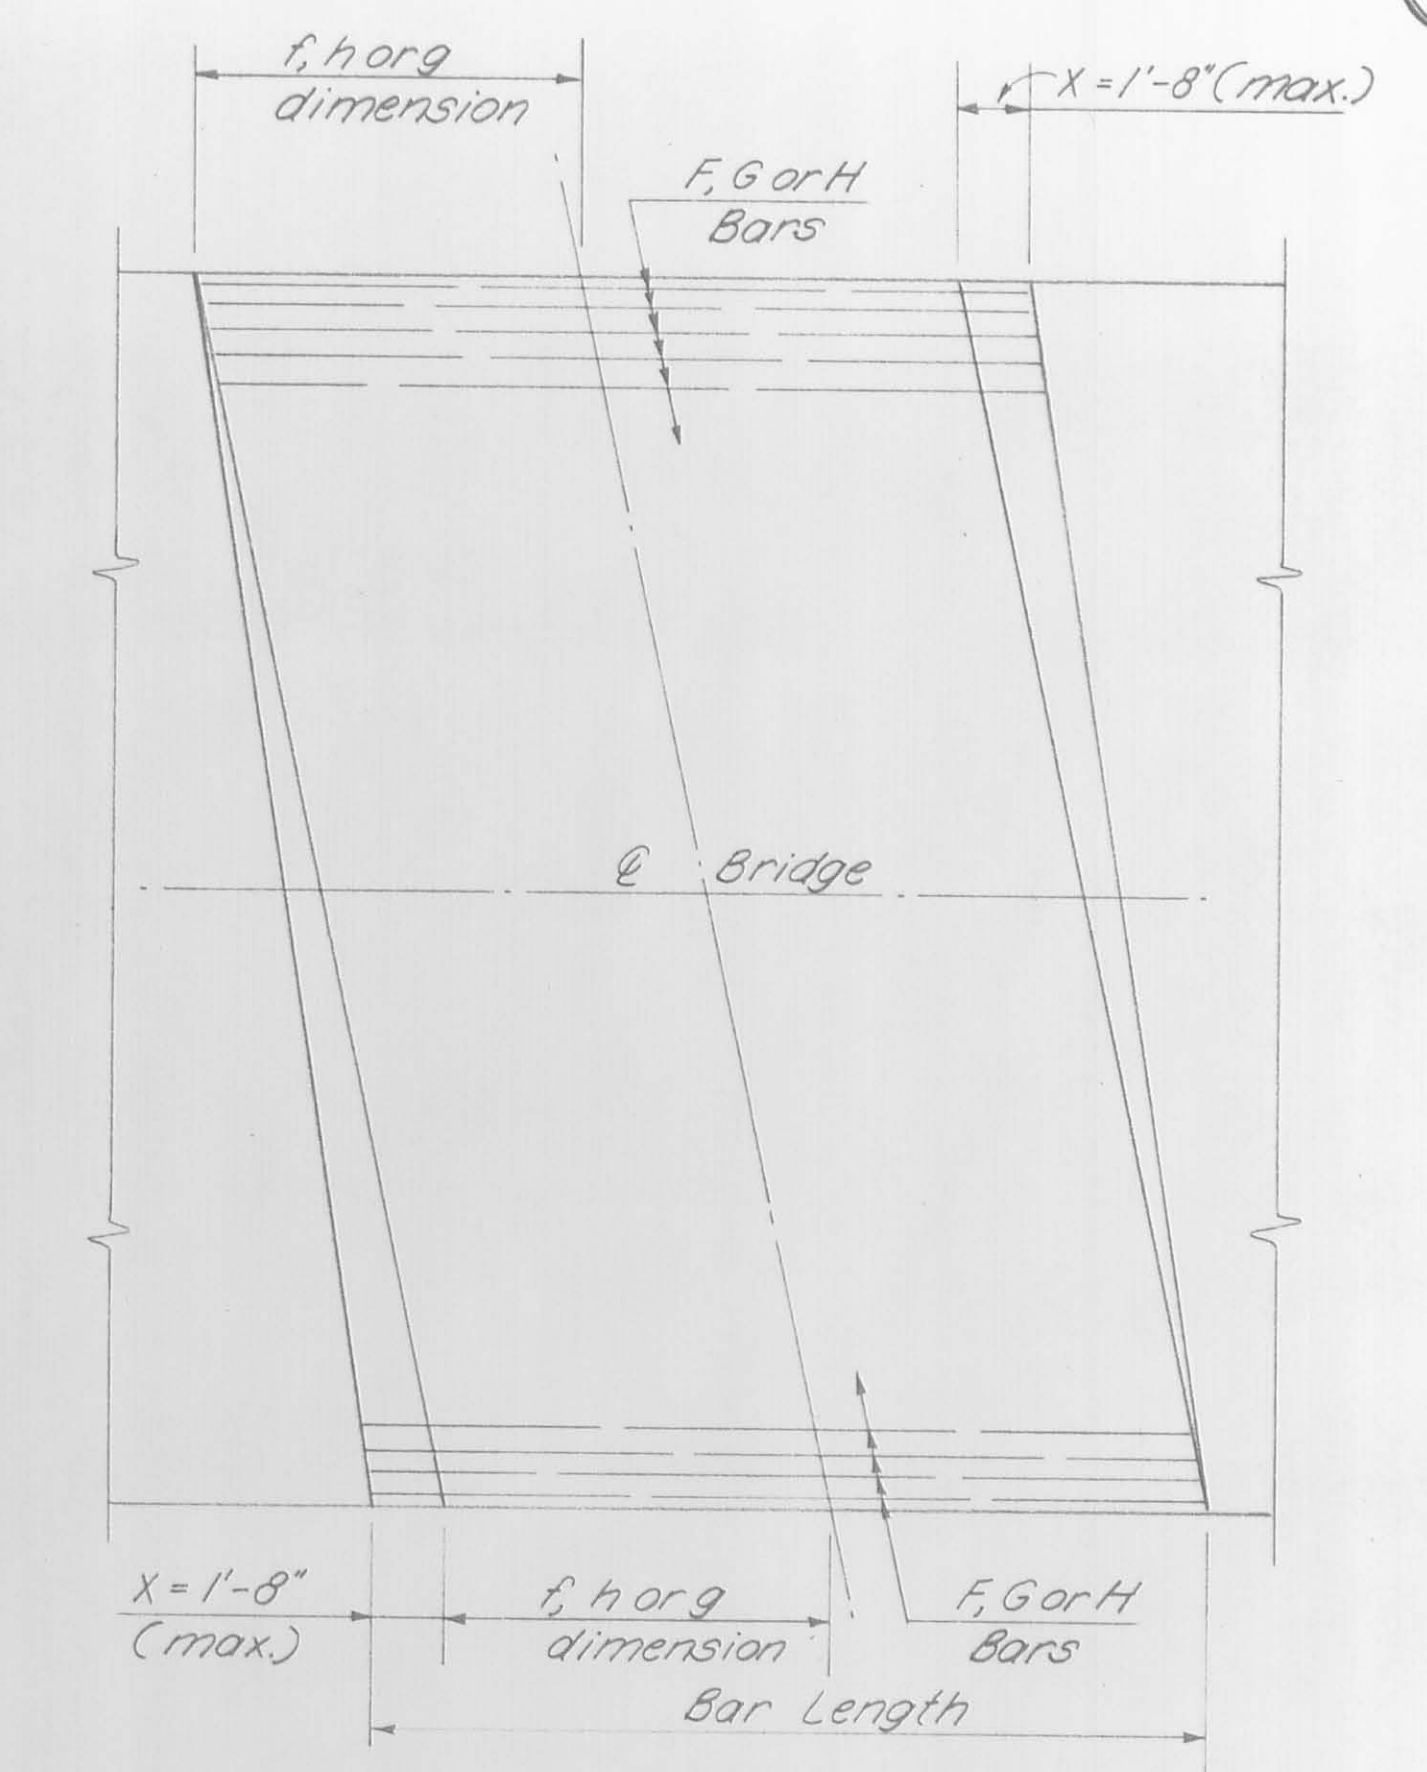 f, h or g
dimension
X = 1'-8" (max.)
F, G or H
Bars
℄ Bridge
X = 1'-8"
(max.)
f, h or g
dimension
F, G or H
Bars
Bar Length